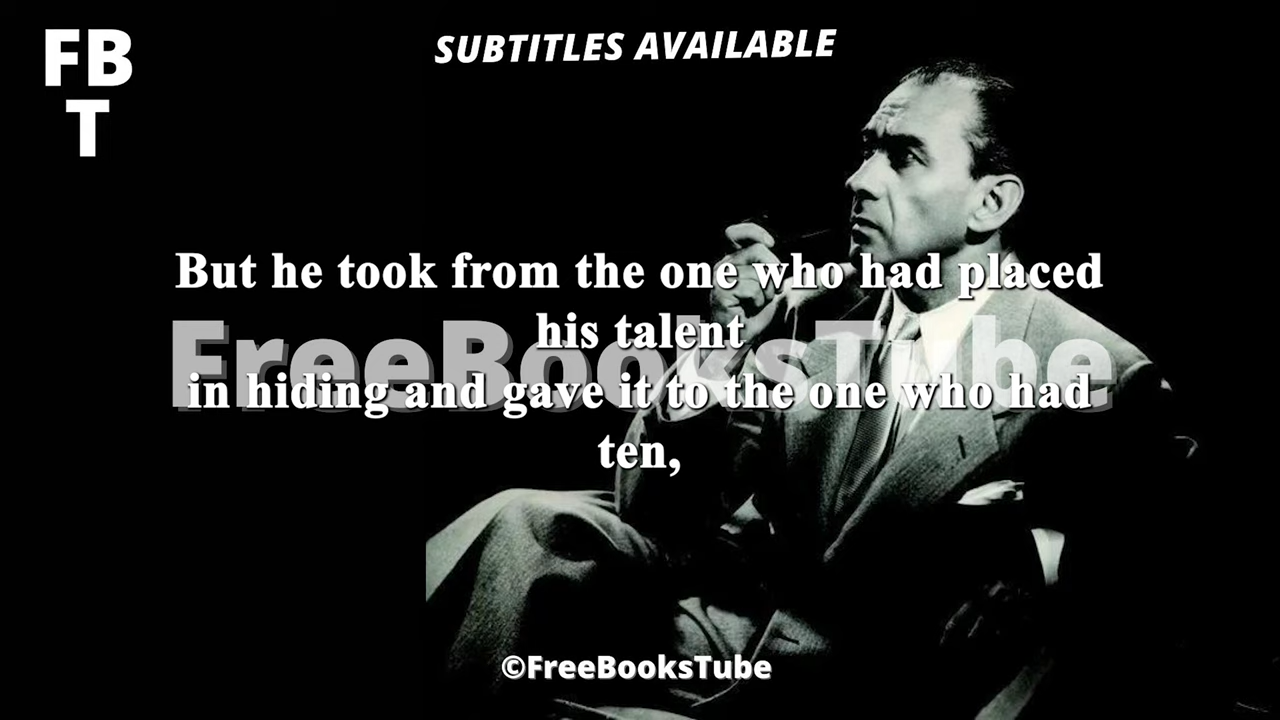 FB
T
SUBTITLES AVAILABLE
But he took from the one who had placed
his talent
FreeBooksTube
in hiding and gave it to the one who had
ten,
©FreeBooksTube